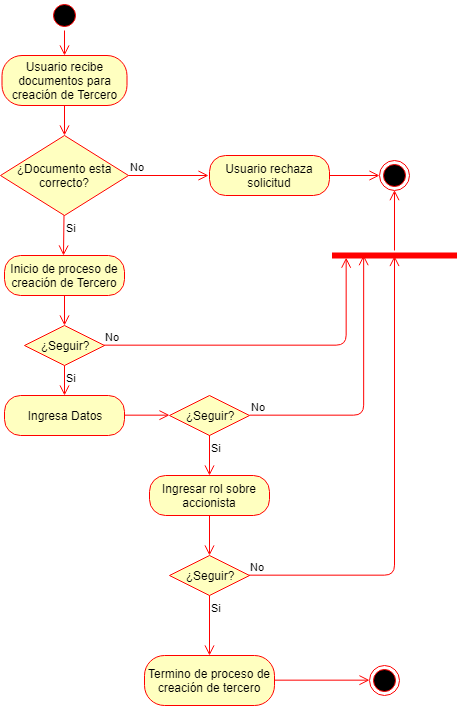 Usuario recibe
documentos para
creación de Tercero
¿Documento esta
correcto?
No
Usuario rechaza
solicitud
Si
Inicio de proceso de
creación de Tercero
¿Seguir?
No
Si
Ingresa Datos
¿Seguir?
No
Si
Ingresar rol sobre
accionista
¿Seguir?
No
Si
Termino de proceso de
creación de tercero